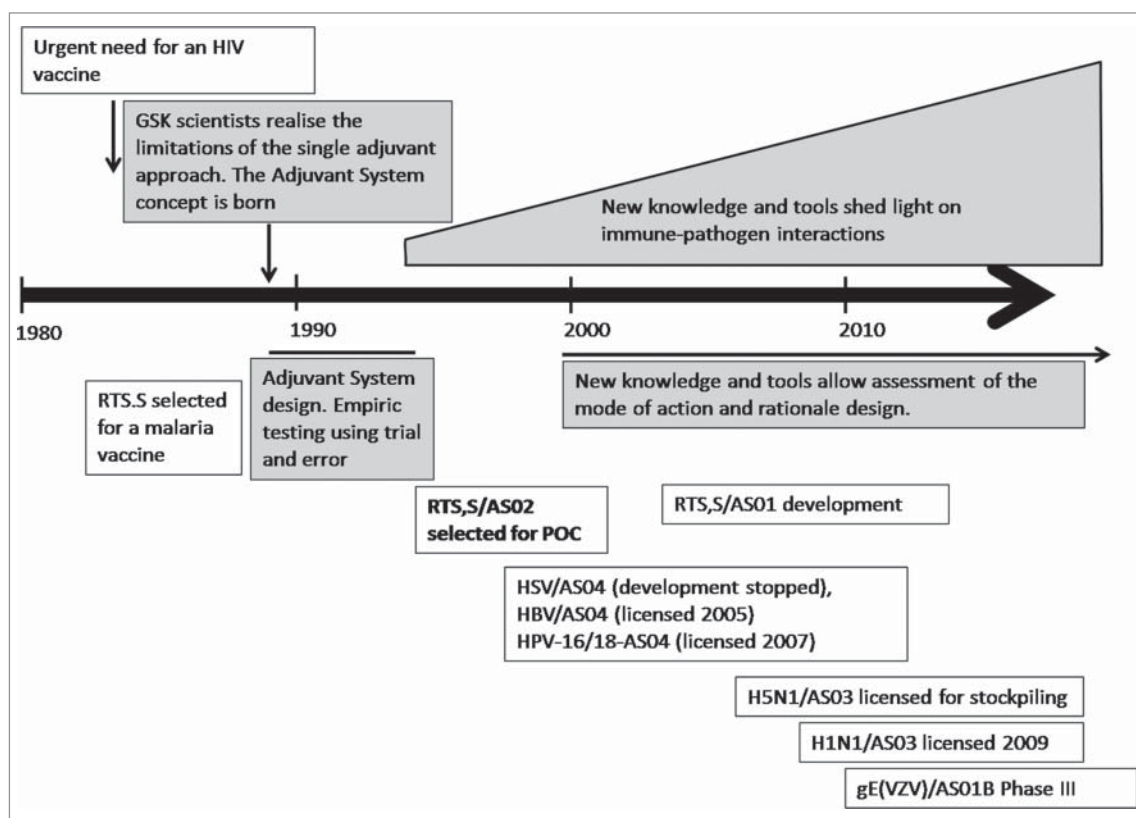 Urgent need for an HIV
vaccine
GSK scientists realise the
limitations of the single adjuvant
approach. The Adjuvant System
concept is born
New knowledge and tools shed light on
immune-pathogen interactions
1980
1990
2000
2010
RTS.S selected
for a malaria
vaccine
Adjuvant System
design. Empiric
testing using trial
and error
New knowledge and tools allow assessment of the
mode of action and rationale design.
RTS,S/AS02
selected for POC
RTS,S/AS01 development
HSV/AS04 (development stopped),
HBV/AS04 (licensed 2005)
HPV-16/18-AS04 (licensed 2007)
H5N1/AS03 licensed for stockpiling
H1N1/AS03 licensed 2009
gE(VZV)/AS01B Phase III